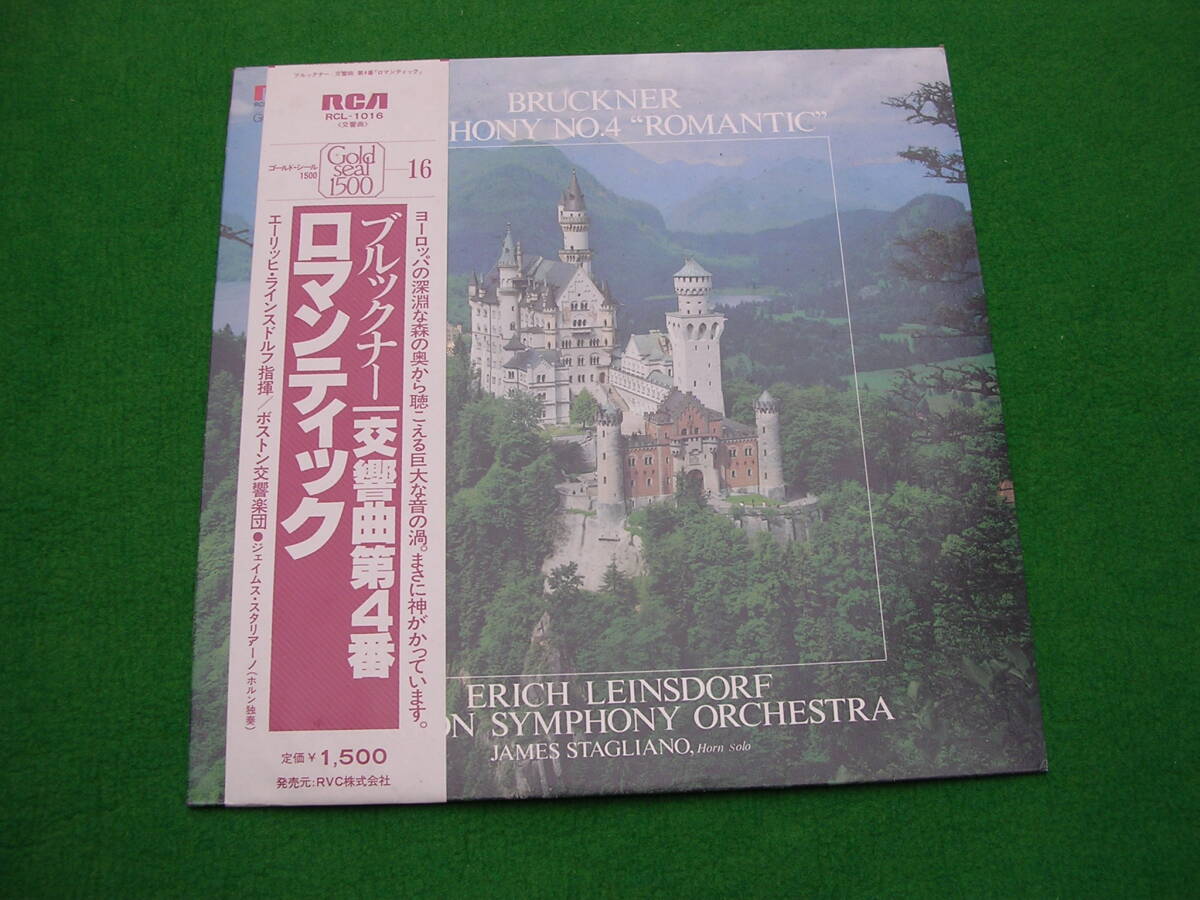 ブルックナー:交響曲 第4番「ロマンティック」
RCA
RCL-1016
〈交響曲〉
ゴールド・シール
1500
Gold
seal
1500
16
ヨーロッパの深淵な森の奥から聴こえる巨大な音の渦。まさに神がかっています。
ブルックナー―交響曲第4番
ロマンティック
エーリッヒ・ラインスドルフ指揮/ボストン交響楽団●ジェイムス・スタリアーノ(ホルン独奏)
定価¥1,500
発売元:RVC株式会社
BRUCKNER
HONY NO.4 "ROMANTIC"
ERICH LEINSDORF
ON SYMPHONY ORCHESTRA
JAMES STAGLIANO, Horn Solo